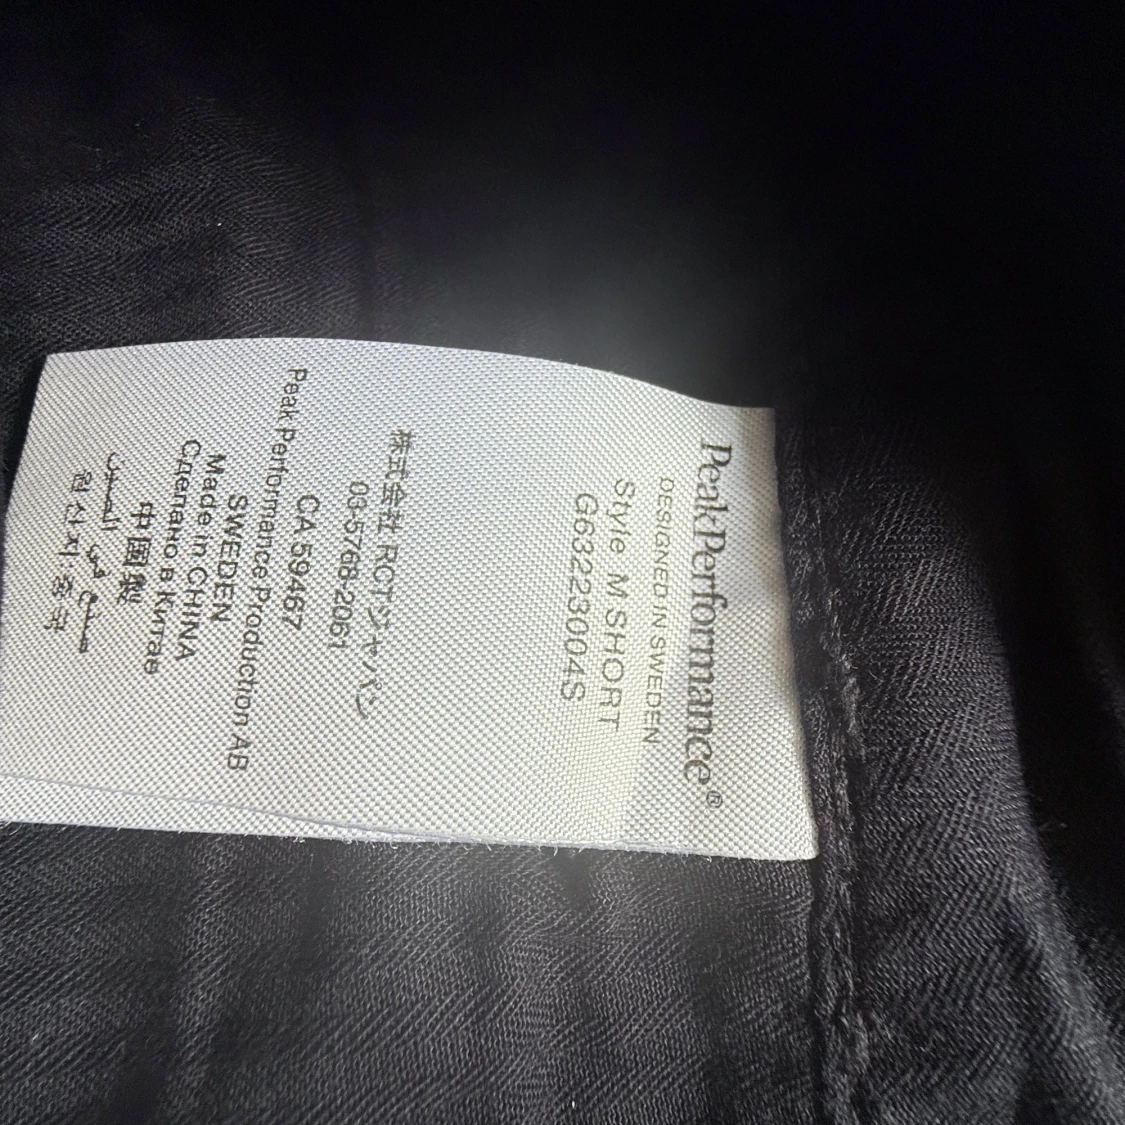 PeakPerformance®
DESIGNED IN SWEDEN
Style M SHORT
G63223004S
株式会社 RCTジャパン
03-5768-2061
CA 59467
Peak Performance Production AB
SWEDEN
Made in CHINA
Сделано в Китае
中国製
صنع في الصين
원산지:중국